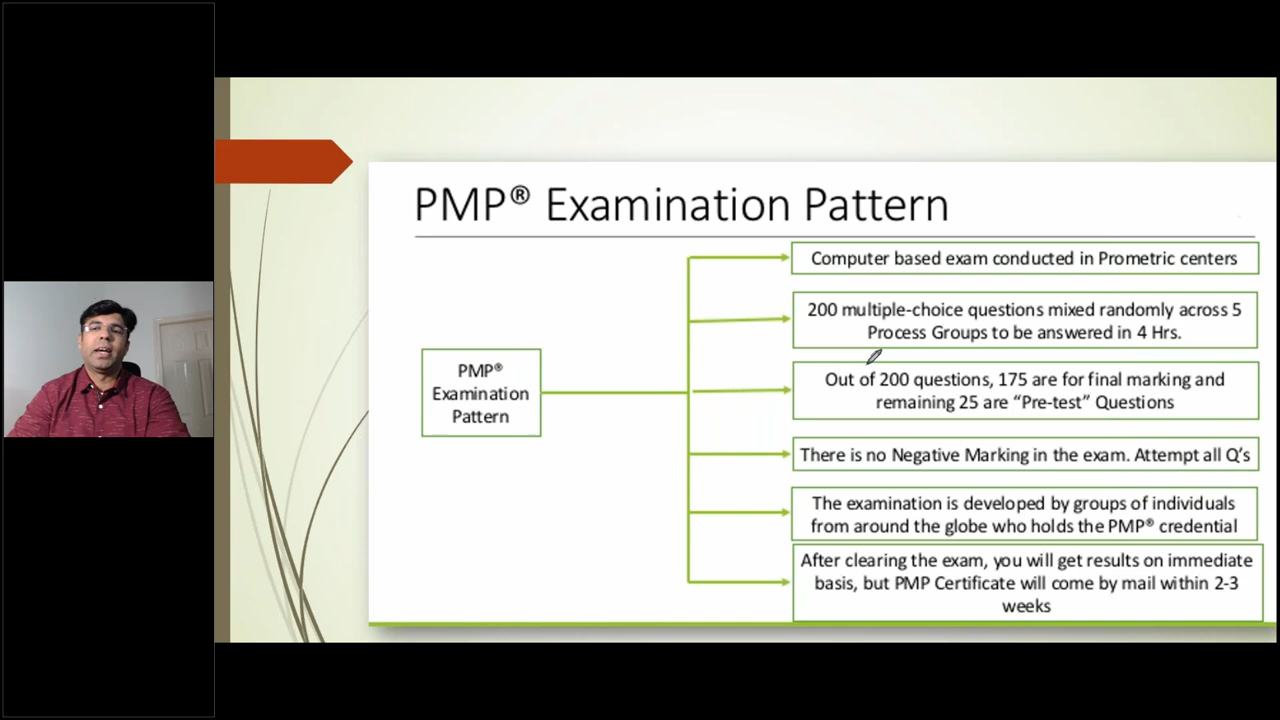 PMP® Examination Pattern
PMP®
Examination
Pattern
Computer based exam conducted in Prometric centers
200 multiple-choice questions mixed randomly across 5
Process Groups to be answered in 4 Hrs.
Out of 200 questions, 175 are for final marking and
remaining 25 are “Pre-test” Questions
There is no Negative Marking in the exam. Attempt all Q’s
The examination is developed by groups of individuals
from around the globe who holds the PMP® credential
After clearing the exam, you will get results on immediate
basis, but PMP Certificate will come by mail within 2-3
weeks